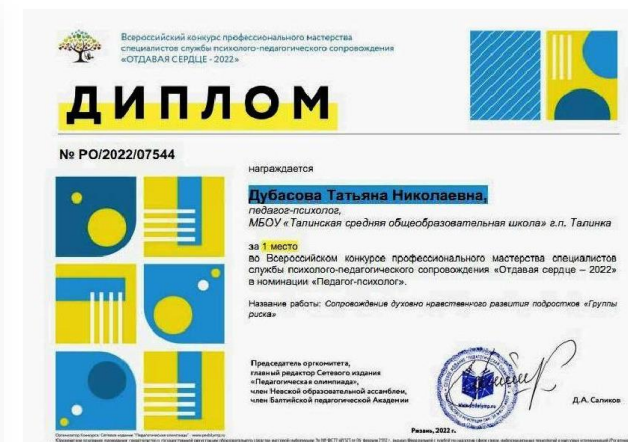 Всероссийский конкурс профессионального мастерства
специалистов службы психолого-педагогического сопровождения
«ОТДАВАЯ СЕРДЦЕ - 2022»
ДИПЛОМ
№ РО/2022/07544
награждается
Дубасова Татьяна Николаевна,
педагог-психолог,
МБОУ «Талинская средняя общеобразовательная школа» г.п. Талинка
за 1 место
во Всероссийском конкурсе профессионального мастерства специалистов
службы психолого-педагогического сопровождения «Отдавая сердце – 2022»
в номинации «Педагог-психолог».
Название работы: Сопровождение духовно нравственного развития подростков «Группы
риска»
Председатель оргкомитета,
главный редактор Сетевого издания
«Педагогическая олимпиада»,
член Невской образовательной ассамблеи,
член Балтийской педагогической Академии
Д.А. Саликов
Рязань, 2022 г.